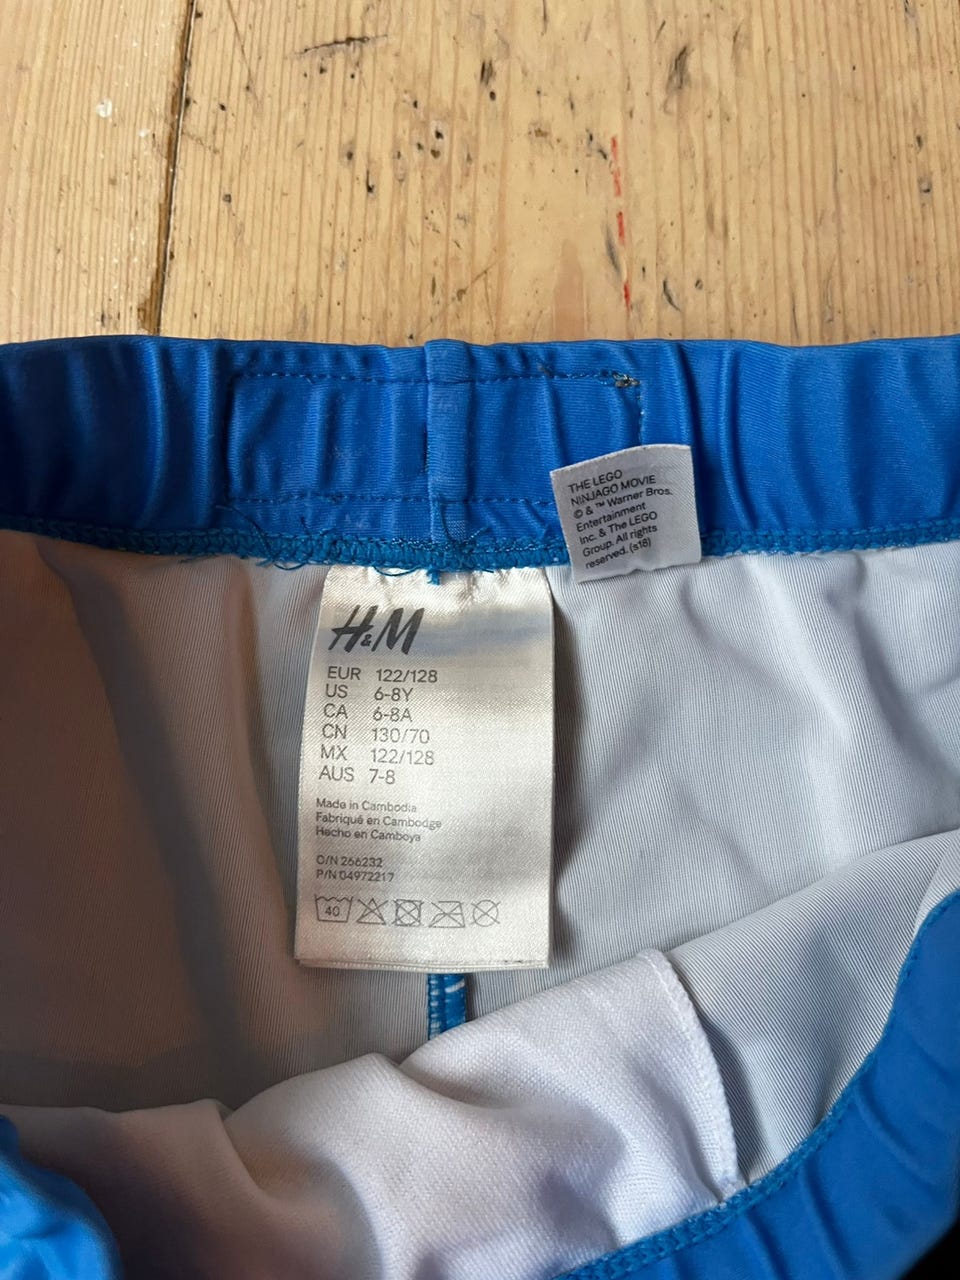 THE LEGO
NINJAGO MOVIE
© & ™ Warner Bros.
Entertainment
Inc. & The LEGO
Group. All rights
reserved. (s18)
H&M
EUR 122/128
US 6-8Y
CA 6-8A
CN 130/70
MX 122/128
AUS 7-8
Made in Cambodia
Fabriqué en Cambodge
Hecho en Camboya
O/N 266232
P/N 04972217
40